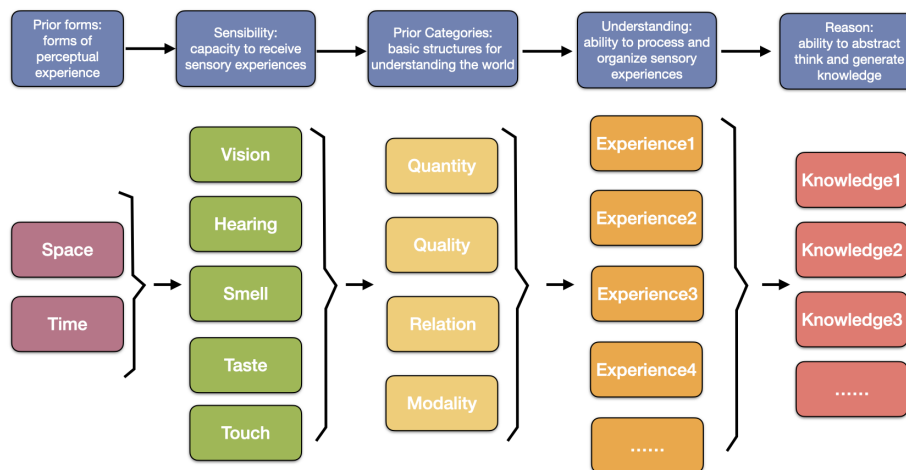 Prior forms:
forms of
perceptual
experience
Sensibility:
capacity to receive
sensory experiences
Prior Categories:
basic structures for
understanding the world
Understanding:
ability to process and
organize sensory
experiences
Reason:
ability to abstract
think and generate
knowledge
Space
Time
Vision
Hearing
Smell
Taste
Touch
Quantity
Quality
Relation
Modality
Experience1
Experience2
Experience3
Experience4
......
Knowledge1
Knowledge2
Knowledge3
......